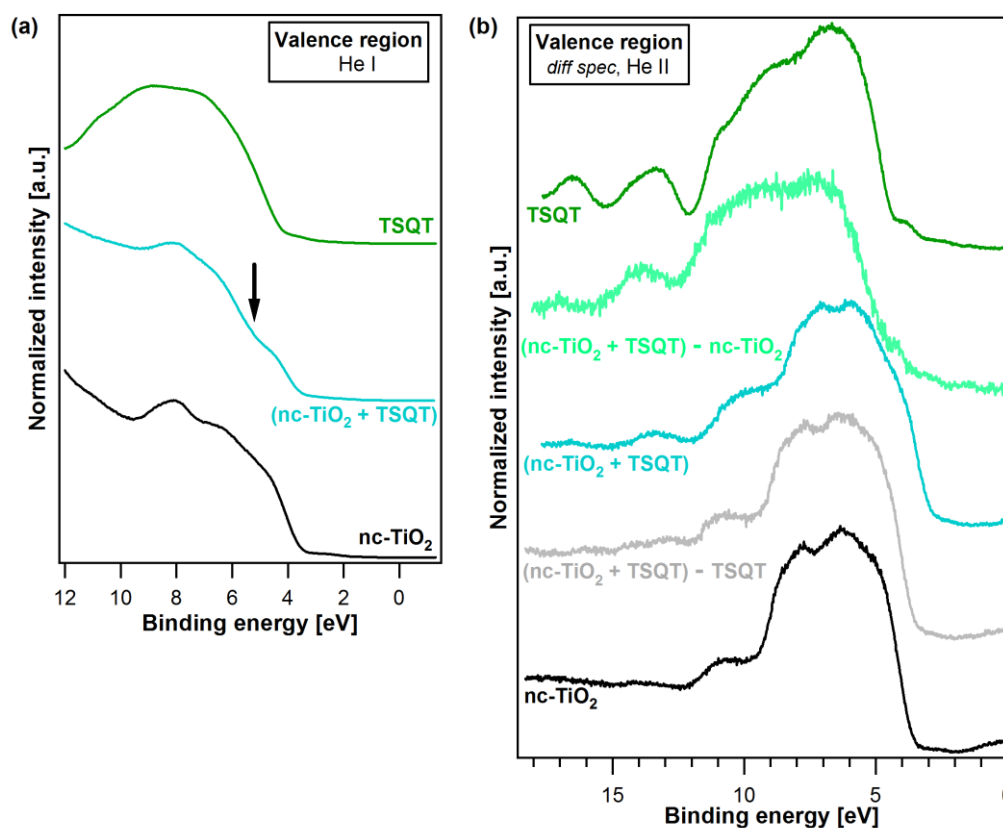 (a)
Valence region
He I
Normalized intensity [a.u.]
TSQT
(nc-TiO₂ + TSQT)
nc-TiO₂
12 10 8 6 4 2 0
Binding energy [eV]
(b)
Valence region
diff spec, He II
Normalized intensity [a.u.]
TSQT
(nc-TiO₂ + TSQT) - nc-TiO₂
(nc-TiO₂ + TSQT)
(nc-TiO₂ + TSQT) - TSQT
nc-TiO₂
15 10 5
Binding energy [eV]